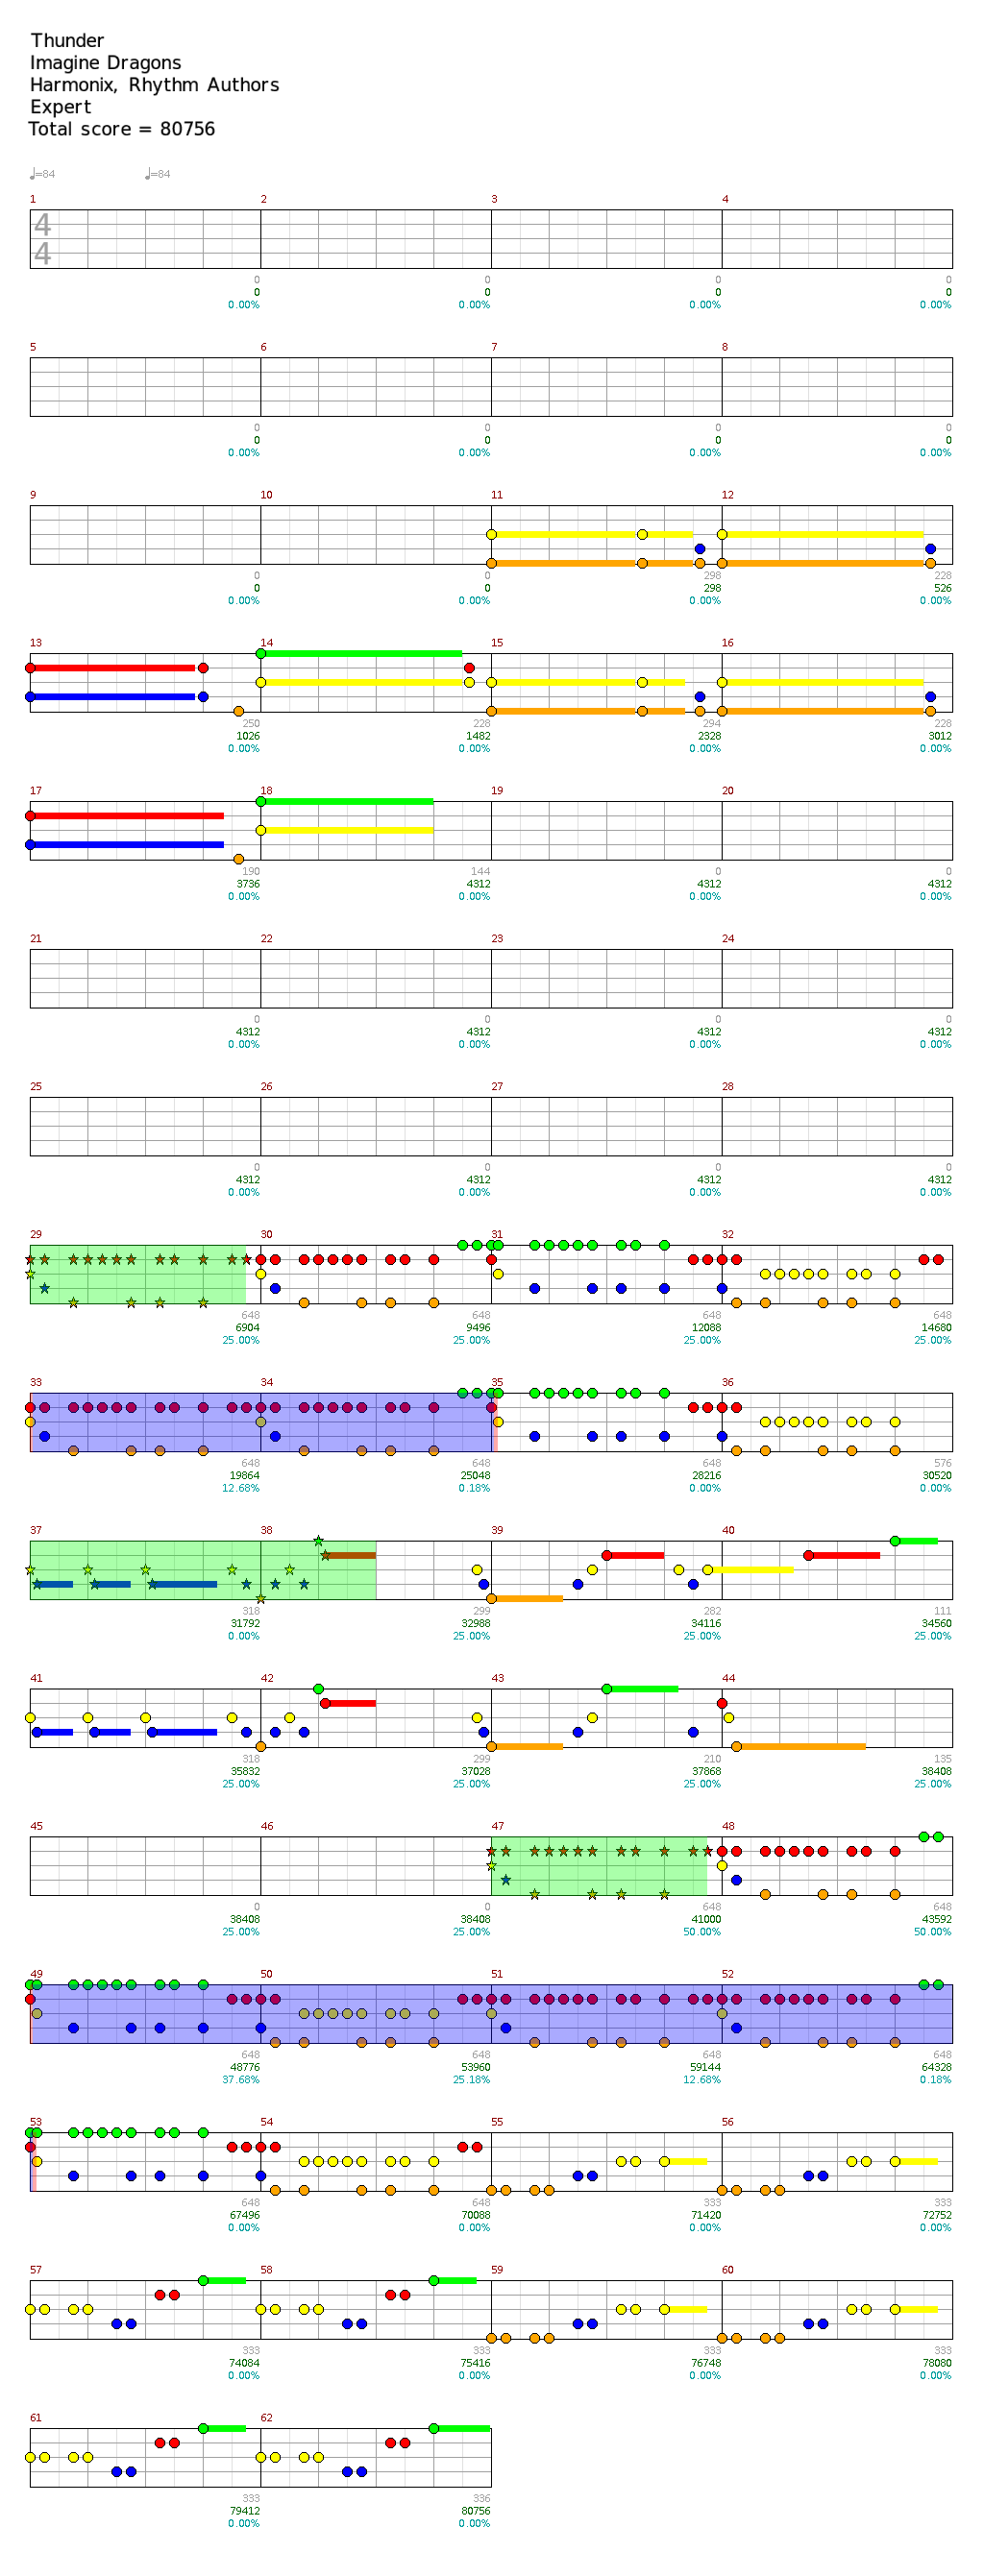 Thunder
Imagine Dragons
Harmonix, Rhythm Authors
Expert
Total score = 80756
♩=84 ♩=84
1 2 3 4
4
4
0 0 0 0
0 0 0 0
0.00% 0.00% 0.00% 0.00%
5 6 7 8
0 0 0 0
0 0 0 0
0.00% 0.00% 0.00% 0.00%
9 10 11 12
0 0 298 228
0 0 298 526
0.00% 0.00% 0.00% 0.00%
13 14 15 16
250 228 294 228
1026 1482 2328 3012
0.00% 0.00% 0.00% 0.00%
17 18 19 20
190 144 0 0
3736 4312 4312 4312
0.00% 0.00% 0.00% 0.00%
21 22 23 24
0 0 0 0
4312 4312 4312 4312
0.00% 0.00% 0.00% 0.00%
25 26 27 28
0 0 0 0
4312 4312 4312 4312
0.00% 0.00% 0.00% 0.00%
29 30 31 32
648 648 648 648
6904 9496 12088 14680
25.00% 25.00% 25.00% 25.00%
33 34 35 36
648 648 648 576
19864 25048 28216 30520
12.68% 0.18% 0.00% 0.00%
37 38 39 40
318 299 282 111
31792 32988 34116 34560
0.00% 25.00% 25.00% 25.00%
41 42 43 44
318 299 210 135
35832 37028 37868 38408
25.00% 25.00% 25.00% 25.00%
45 46 47 48
0 0 648 648
38408 38408 41000 43592
25.00% 25.00% 50.00% 50.00%
49 50 51 52
648 648 648 648
48776 53960 59144 64328
37.68% 25.18% 12.68% 0.18%
53 54 55 56
648 648 333 333
67496 70088 71420 72752
0.00% 0.00% 0.00% 0.00%
57 58 59 60
333 333 333 333
74084 75416 76748 78080
0.00% 0.00% 0.00% 0.00%
61 62
333 336
79412 80756
0.00% 0.00%